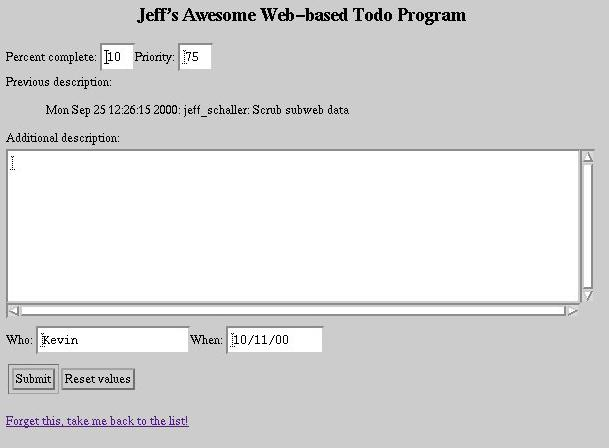 Jeff's Awesome Web-based Todo Program
Percent complete: 10 Priority: 75
Previous description:
Mon Sep 25 12:26:15 2000: jeff_schaller: Scrub subweb data
Additional description:
Who: Kevin When: 10/11/00
Submit Reset values
Forget this, take me back to the list!